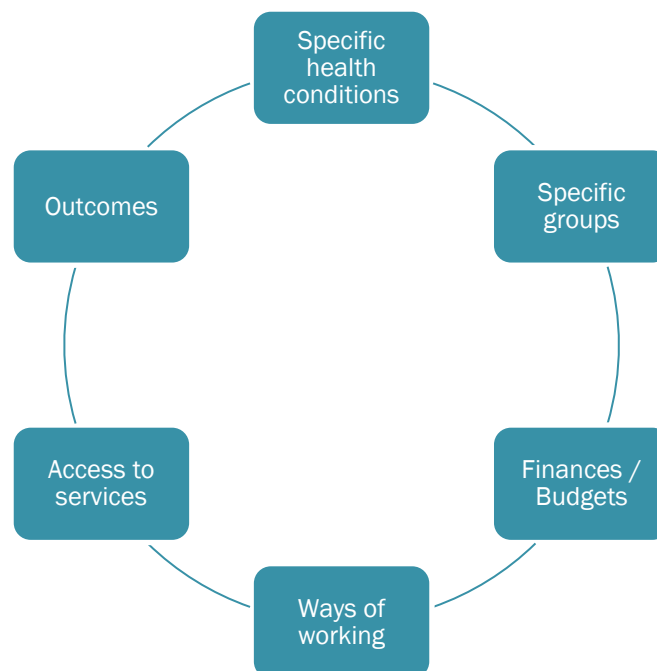 Specific
health
conditions
Specific
groups
Finances /
Budgets
Ways of
working
Access to
services
Outcomes